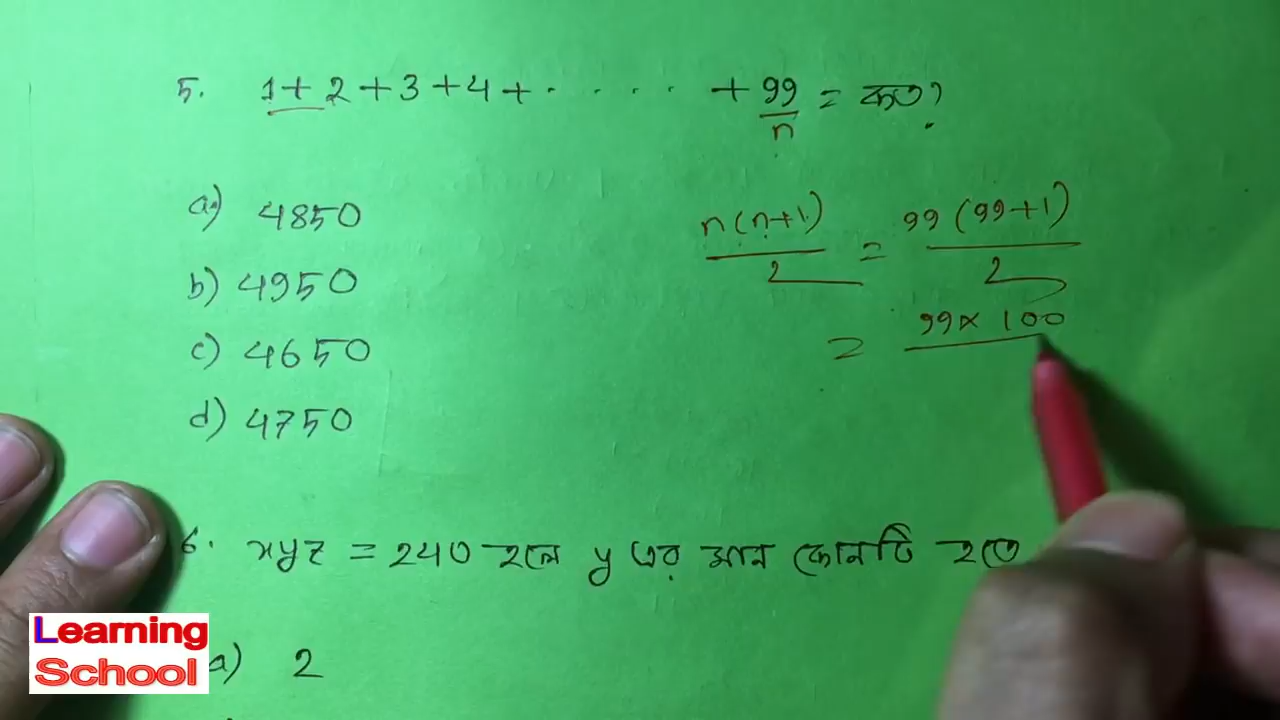 5. 1+2+3+4+ · · · · · +99 = কত?
n
a) 4850
b) 4950
c) 4650
d) 4750
n(n+1) / 2 = 99(99+1) / 2
= 99× 100
6. xyz = 240 হলে y এর মান কোনটি হতে
a) 2
Learning
School